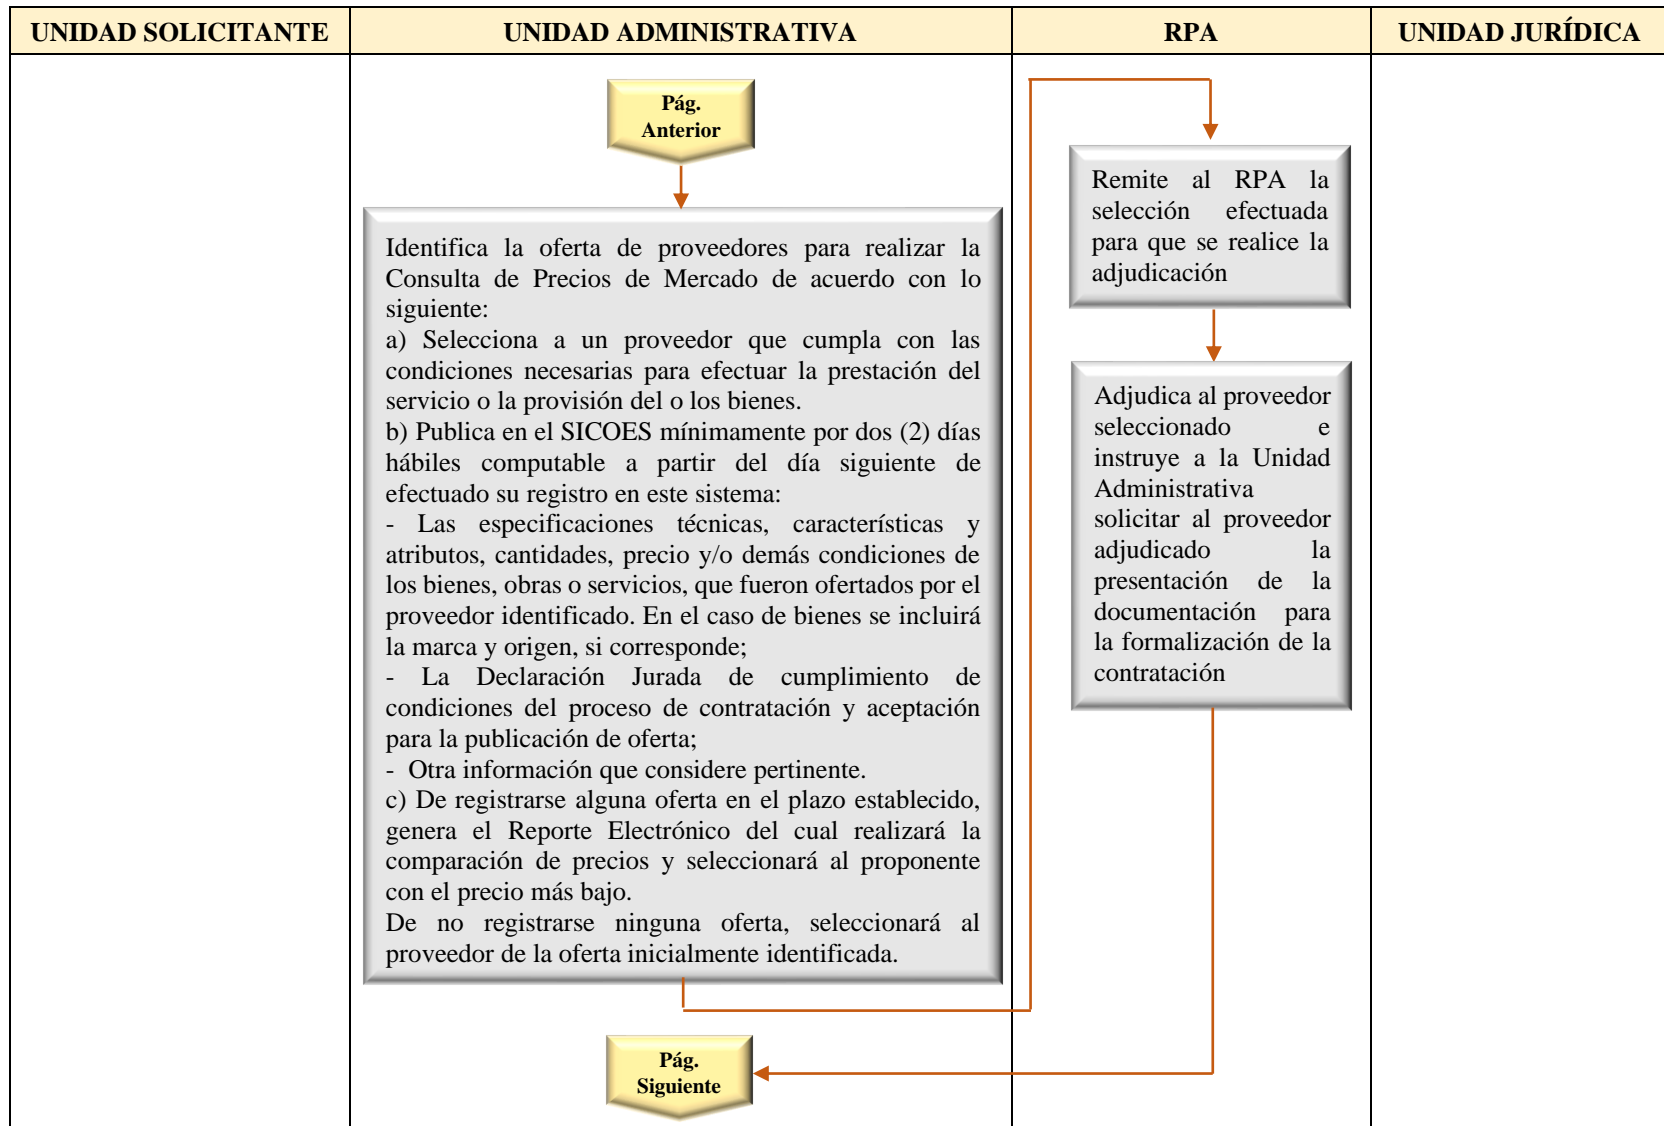 UNIDAD SOLICITANTE
UNIDAD ADMINISTRATIVA
RPA
UNIDAD JURÍDICA
Pág.
Anterior
Identifica la oferta de proveedores para realizar la
Consulta de Precios de Mercado de acuerdo con lo
siguiente:
a) Selecciona a un proveedor que cumpla con las
condiciones necesarias para efectuar la prestación del
servicio o la provisión del o los bienes.
b) Publica en el SICOES mínimamente por dos (2) días
hábiles computable a partir del día siguiente de
efectuado su registro en este sistema:
- Las especificaciones técnicas, características y
atributos, cantidades, precio y/o demás condiciones de
los bienes, obras o servicios, que fueron ofertados por el
proveedor identificado. En el caso de bienes se incluirá
la marca y origen, si corresponde;
- La Declaración Jurada de cumplimiento de
condiciones del proceso de contratación y aceptación
para la publicación de oferta;
- Otra información que considere pertinente.
c) De registrarse alguna oferta en el plazo establecido,
genera el Reporte Electrónico del cual realizará la
comparación de precios y seleccionará al proponente
con el precio más bajo.
De no registrarse ninguna oferta, seleccionará al
proveedor de la oferta inicialmente identificada.
Remite al RPA la
selección efectuada
para que se realice la
adjudicación
Adjudica al proveedor
seleccionado e
instruye a la Unidad
Administrativa
solicitar al proveedor
adjudicado la
presentación de la
documentación para
la formalización de la
contratación
Pág.
Siguiente